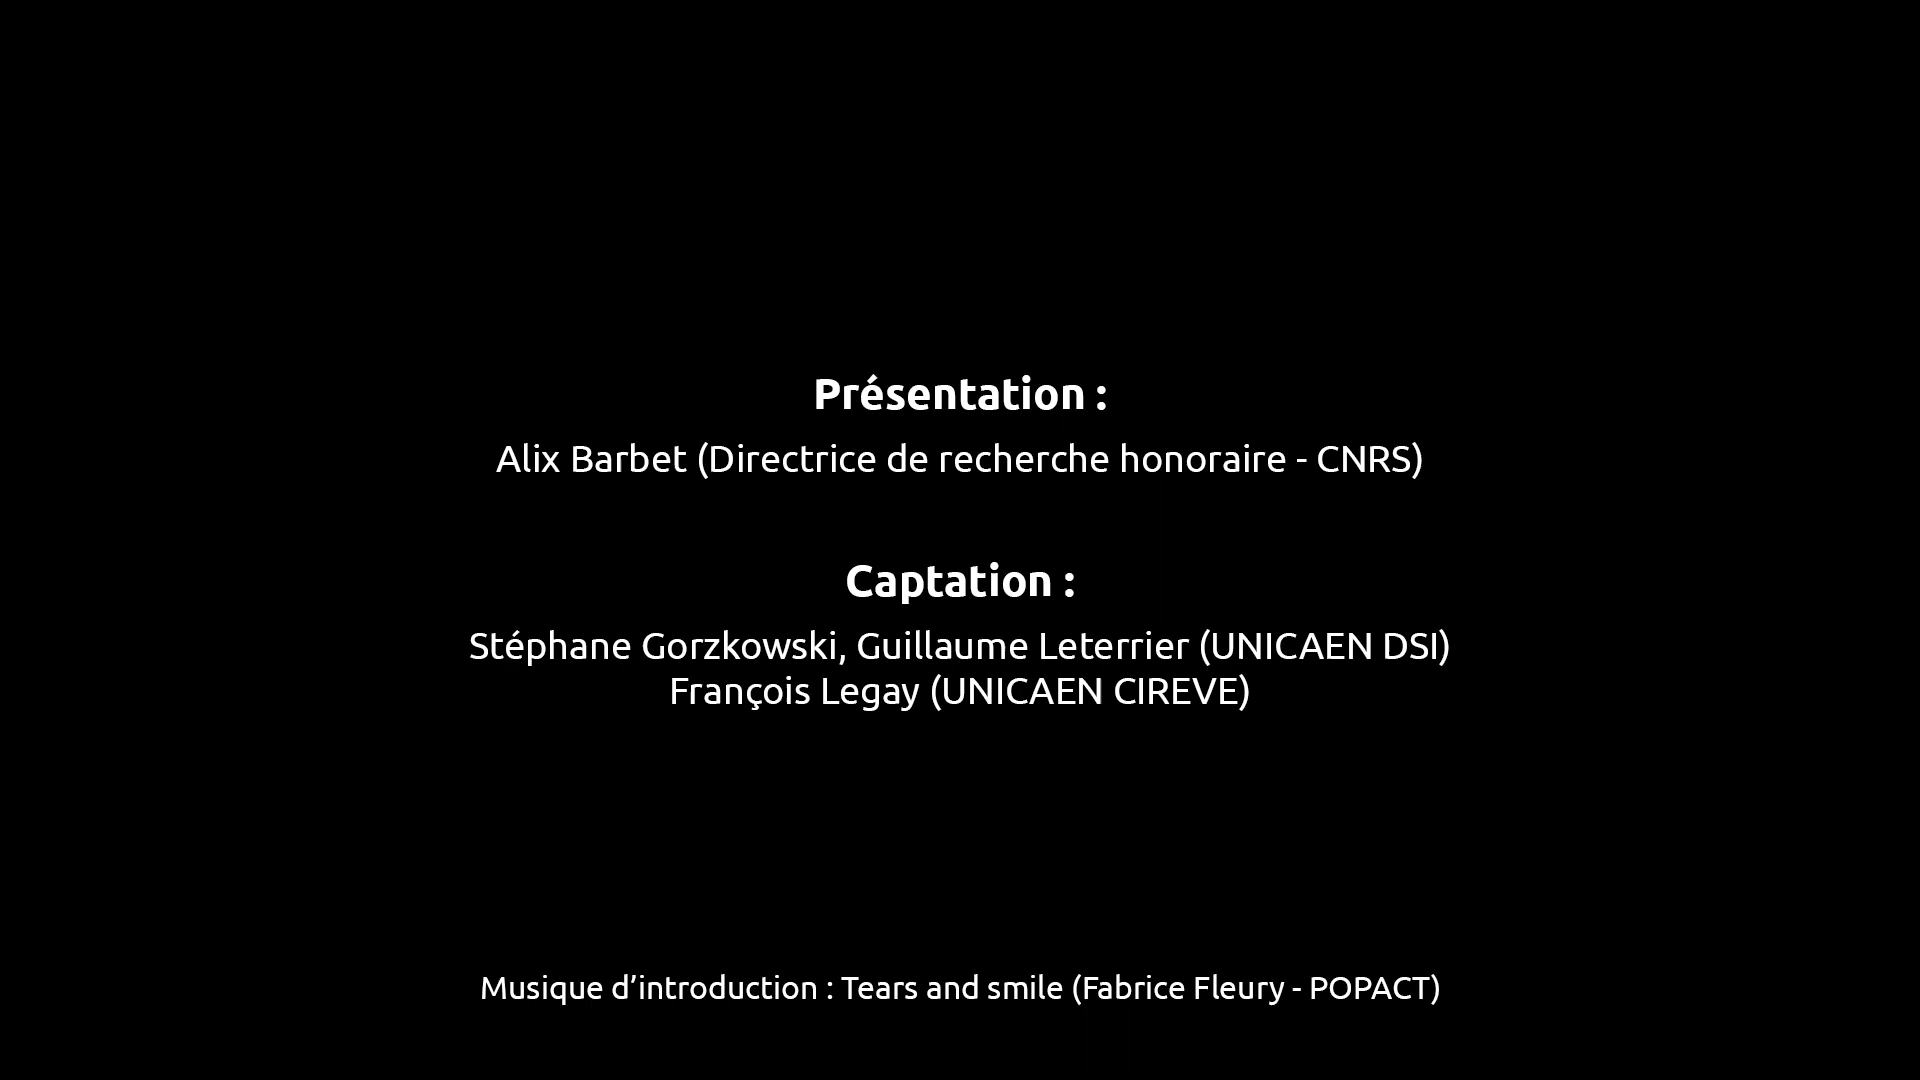 Présentation :
Alix Barbet (Directrice de recherche honoraire - CNRS)
Captation :
Stéphane Gorzkowski, Guillaume Leterrier (UNICAEN DSI)
François Legay (UNICAEN CIREVE)
Musique d’introduction : Tears and smile (Fabrice Fleury - POPACT)